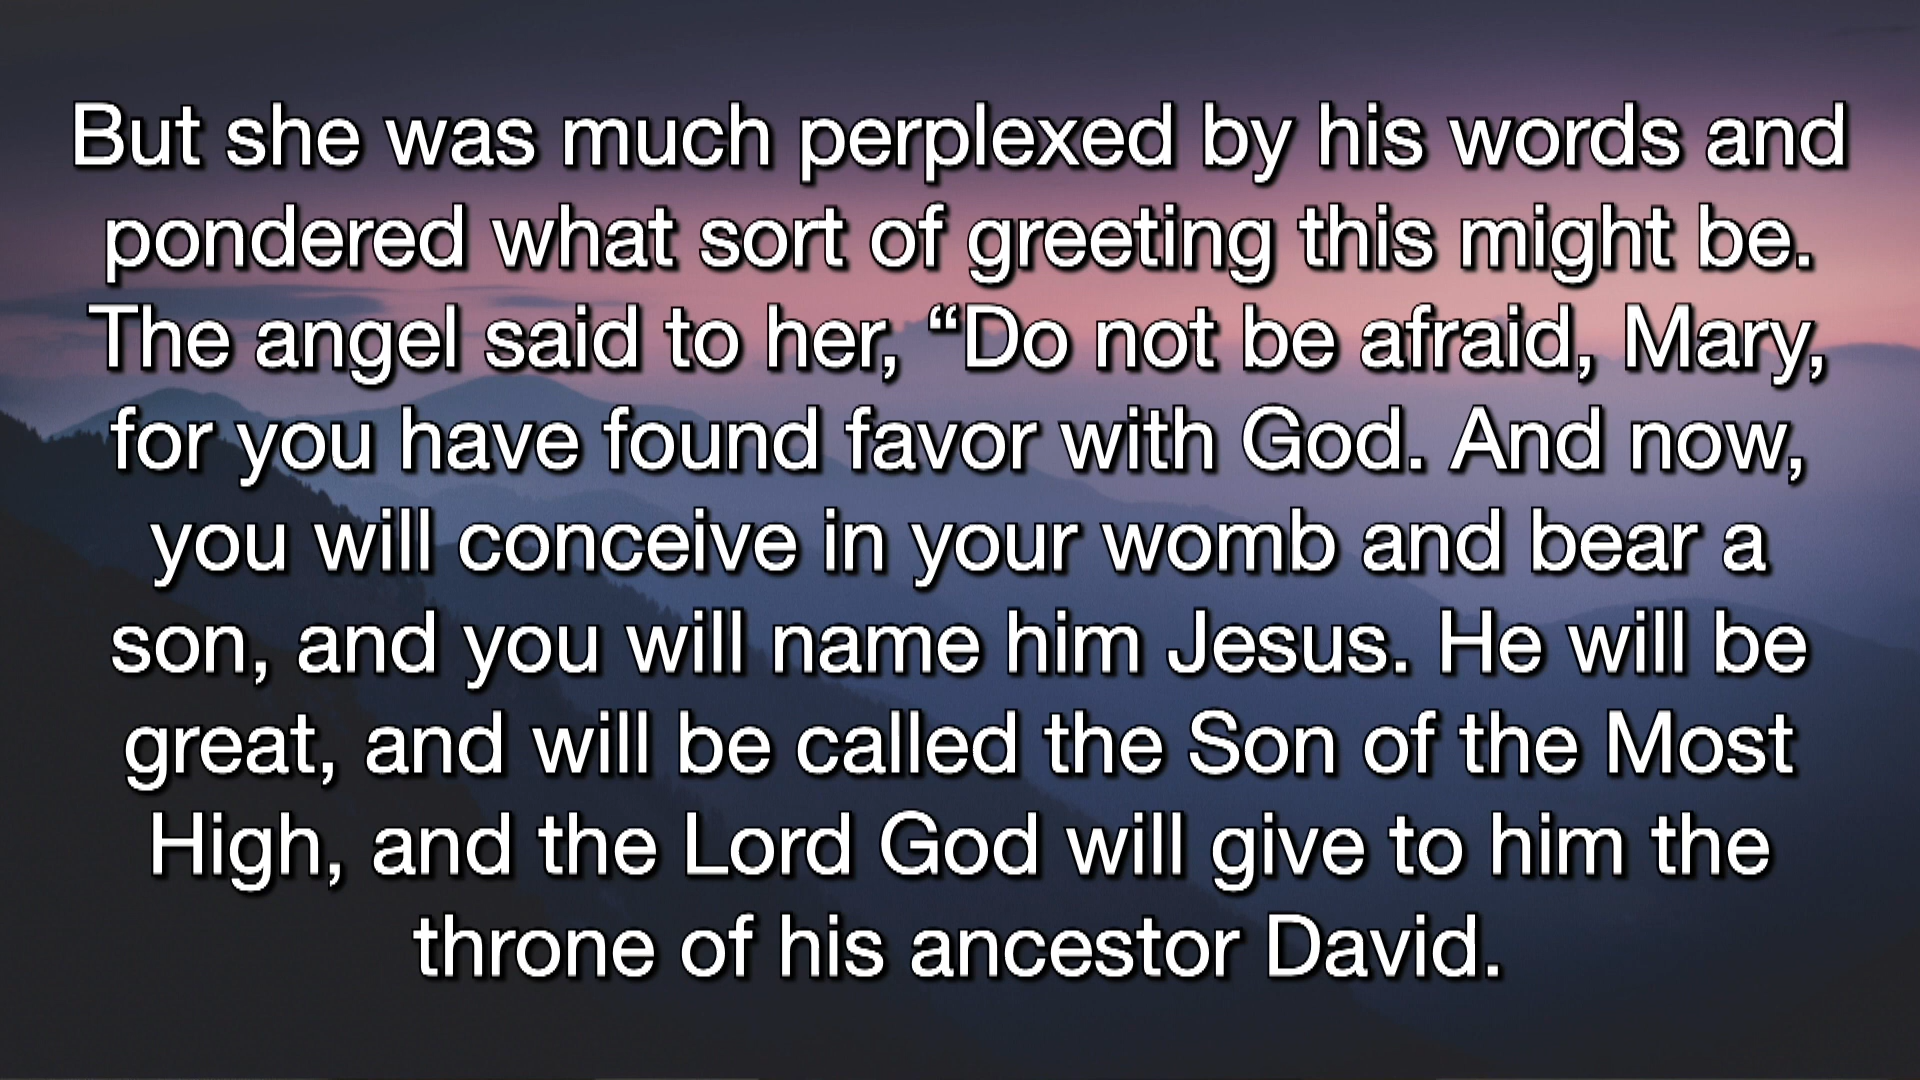 But she was much perplexed by his words and
pondered what sort of greeting this might be.
The angel said to her, “Do not be afraid, Mary,
for you have found favor with God. And now,
you will conceive in your womb and bear a
son, and you will name him Jesus. He will be
great, and will be called the Son of the Most
High, and the Lord God will give to him the
throne of his ancestor David.